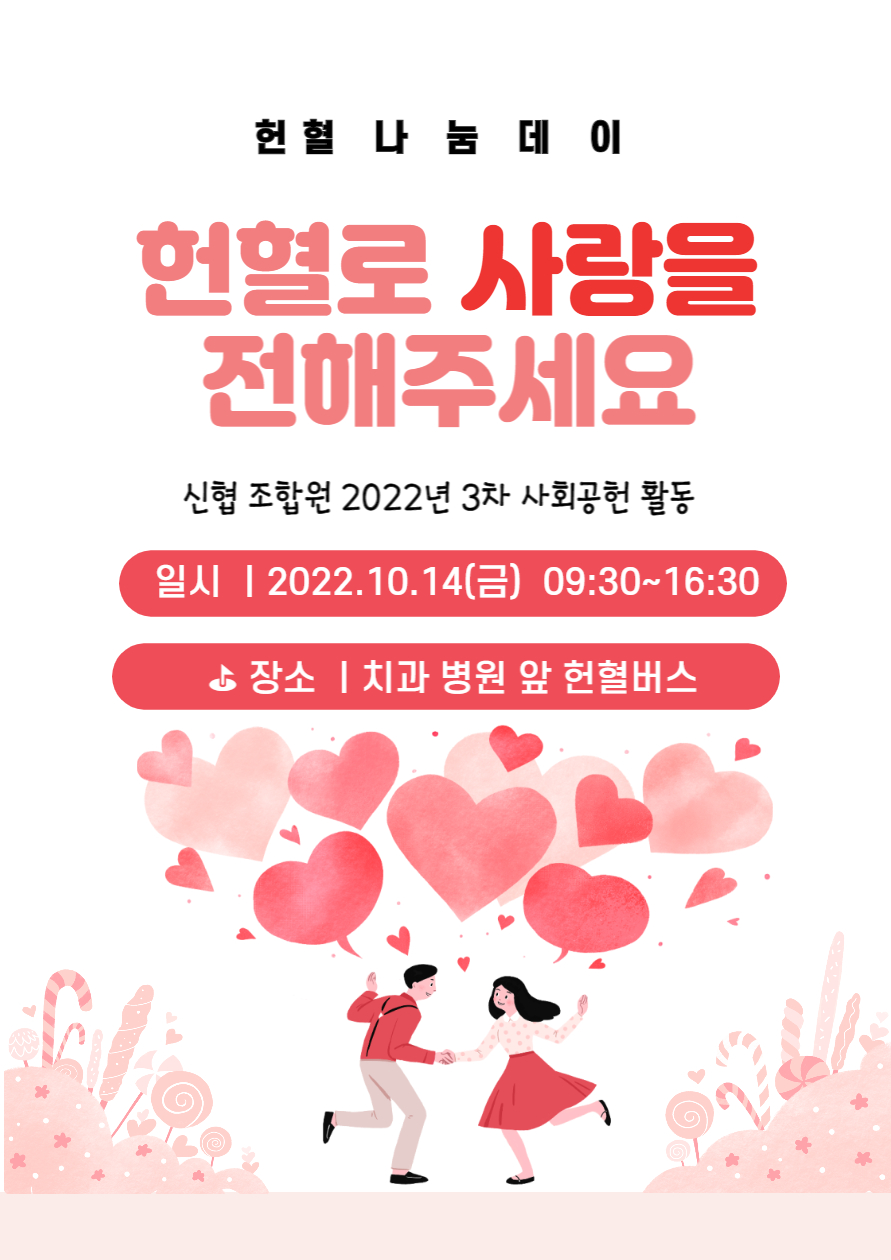 헌혈 나 눔 데 이
헌혈로 사랑을
전해주세요
신협 조합원 2022년 3차 사회공헌 활동
일시 ㅣ2022.10.14(금) 09:30~16:30
⛳ 장소 ㅣ치과 병원 앞 헌혈버스